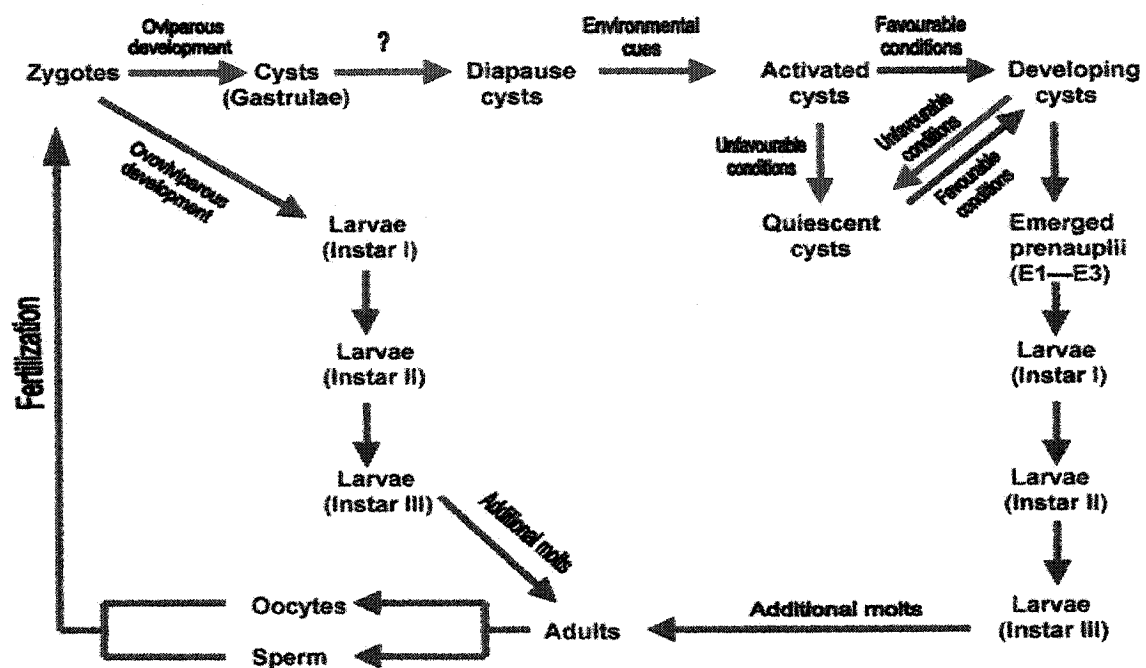 Oviparous
development
?
Environmental
cues
Favourable
conditions
Zygotes
Cysts
(Gastrulae)
Diapause
cysts
Activated
cysts
Developing
cysts
Ovoviviparous
development
Unfavourable
conditions
Unfavourable
conditions
Favourable
conditions
Quiescent
cysts
Emerged
prenauplii
(E1—E3)
Larvae
(Instar I)
Larvae
(Instar II)
Larvae
(Instar III)
Larvae
(Instar I)
Larvae
(Instar II)
Larvae
(Instar III)
Additional molts
Additional molts
Fertilization
Oocytes
Sperm
Adults